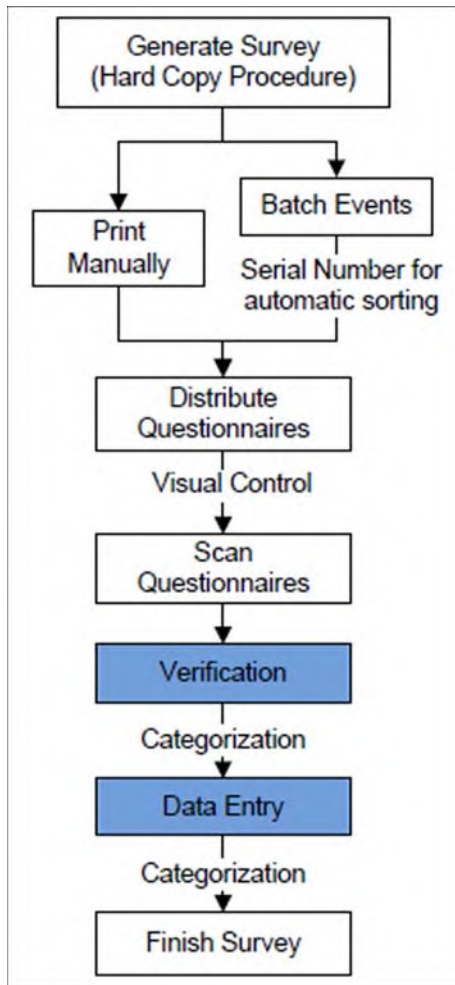 Generate Survey
(Hard Copy Procedure)
Print
Manually
Batch Events
Serial Number for
automatic sorting
Distribute
Questionnaires
Visual Control
Scan
Questionnaires
Verification
Categorization
Data Entry
Categorization
Finish Survey